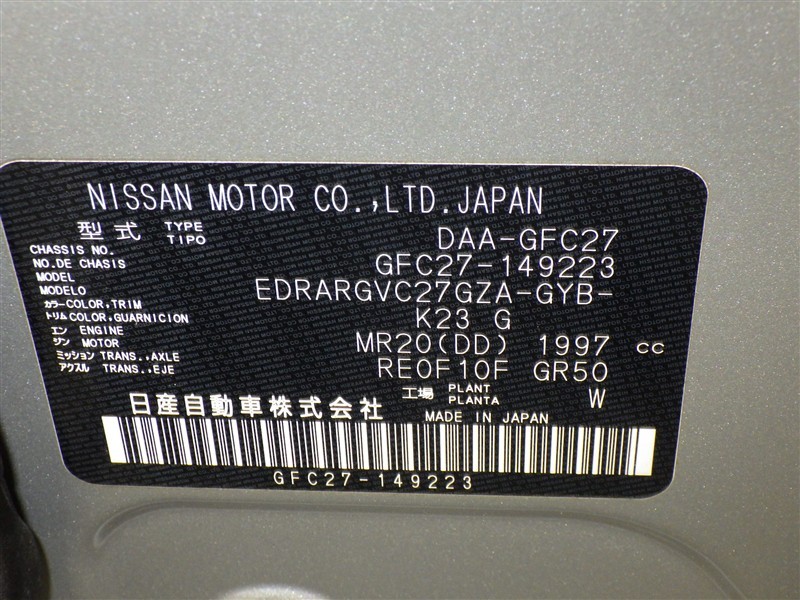 NISSAN MOTOR CO.,LTD.JAPAN
型式 TYPE TIPO DAA-GFC27
CHASSIS NO.
NO.DE CHASIS GFC27-149223
MODEL
MODELO EDRARGVC27GZA-GYB-
カラー COLOR,TRIM
トリム COLOR,GUARNICION K23 G
エン ENGINE
ジン MOTOR MR20(DD) 1997 cc
ミッション TRANS.,AXLE
アクスル TRANS.,EJE RE0F10F GR50
工場 PLANT PLANTA W
日産自動車株式会社 MADE IN JAPAN
GFC27-149223